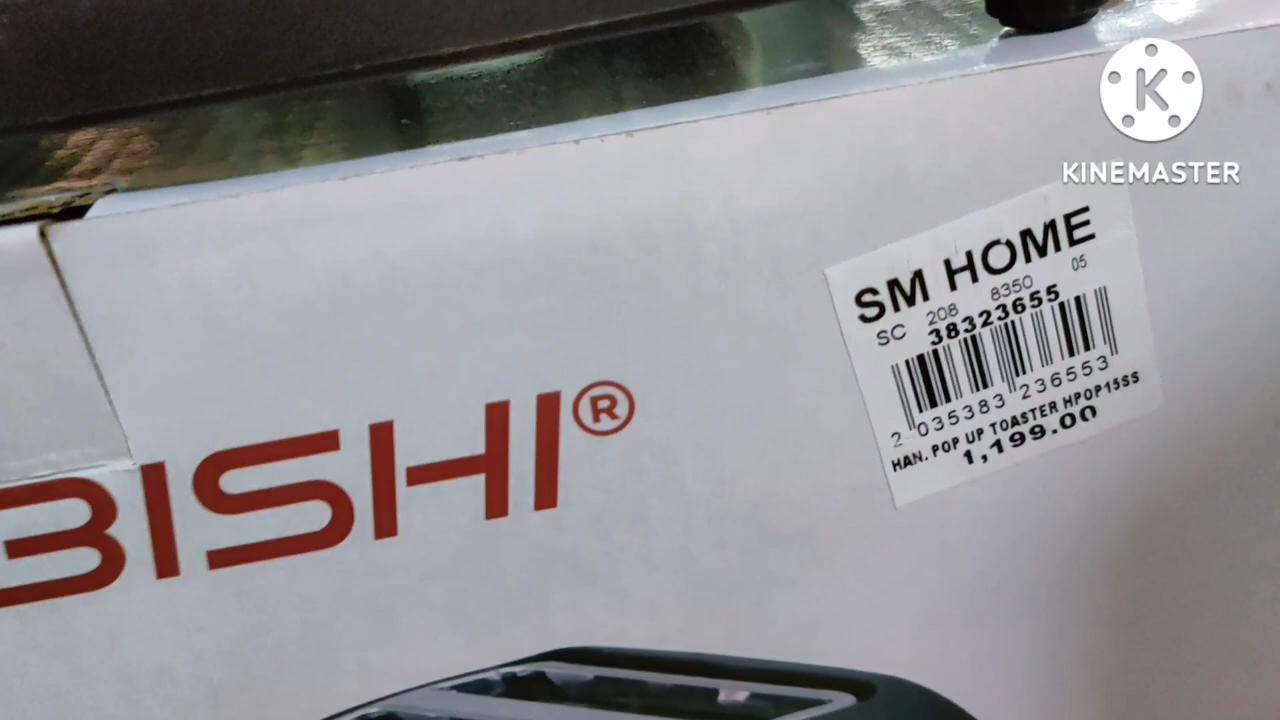 KINEMASTER
SM HOME
SC 208 8350 05
38323655
2 035383 236553
HAN. POP UP TOASTER HPOP15SS
1,199.00
BISHI®